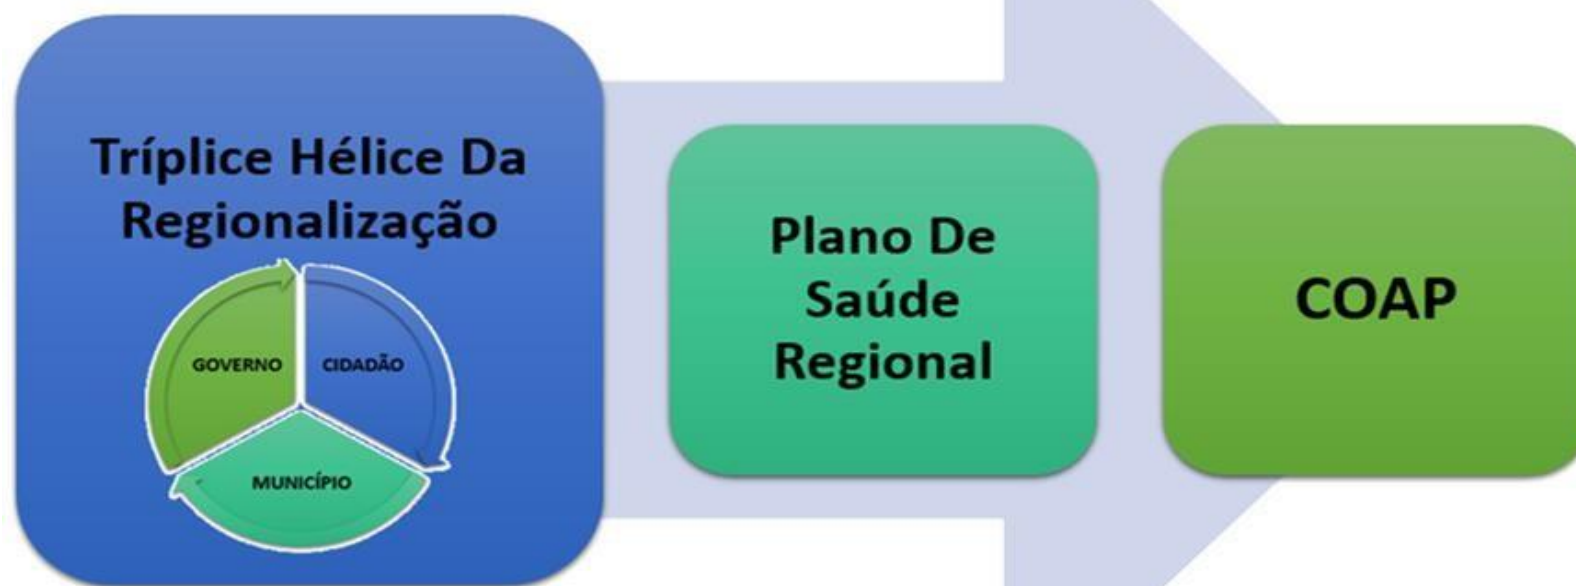 Tríplice Hélice Da
Regionalização
GOVERNO
CIDADÃO
MUNICÍPIO
Plano De
Saúde
Regional
COAP